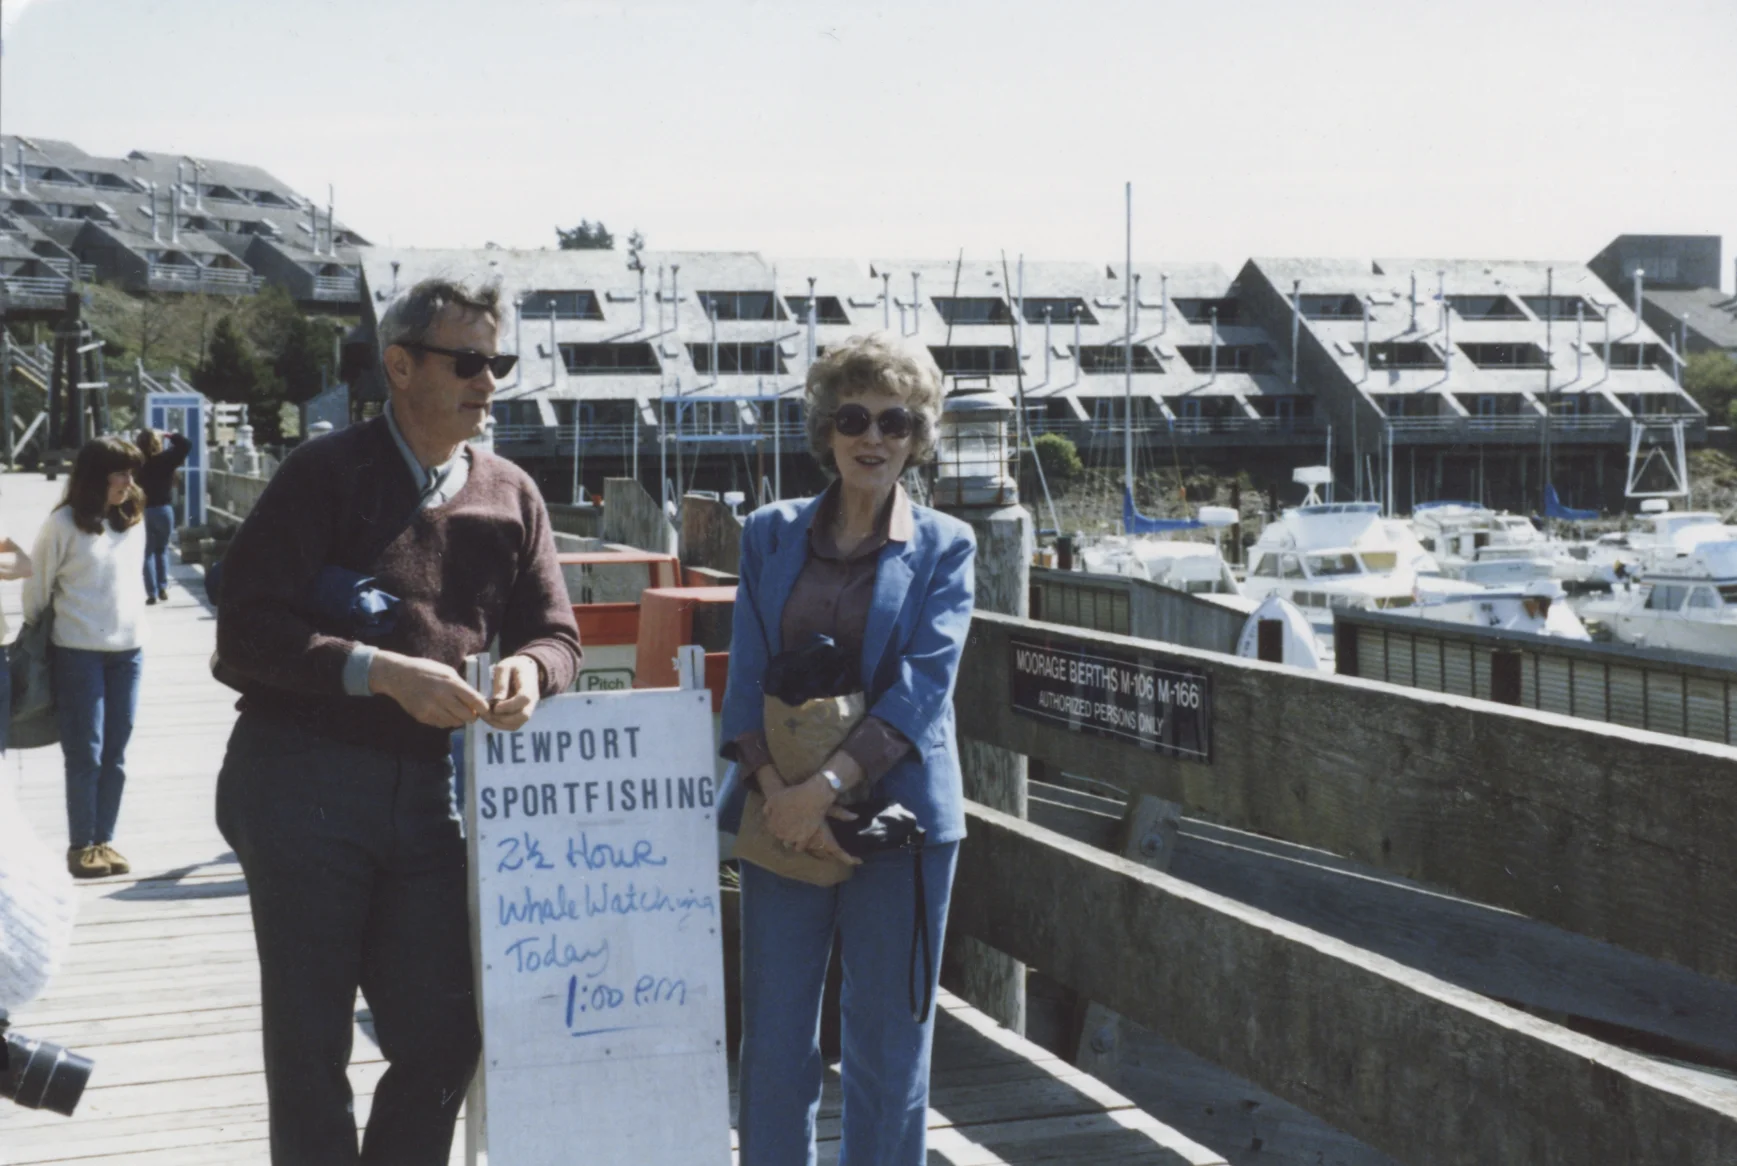 Pitch
NEWPORT
SPORTFISHING
2½ Hour
Whale Watching
Today
1:00 P.M
MOORAGE BERTHS M-106 M-166
AUTHORIZED PERSONS ONLY